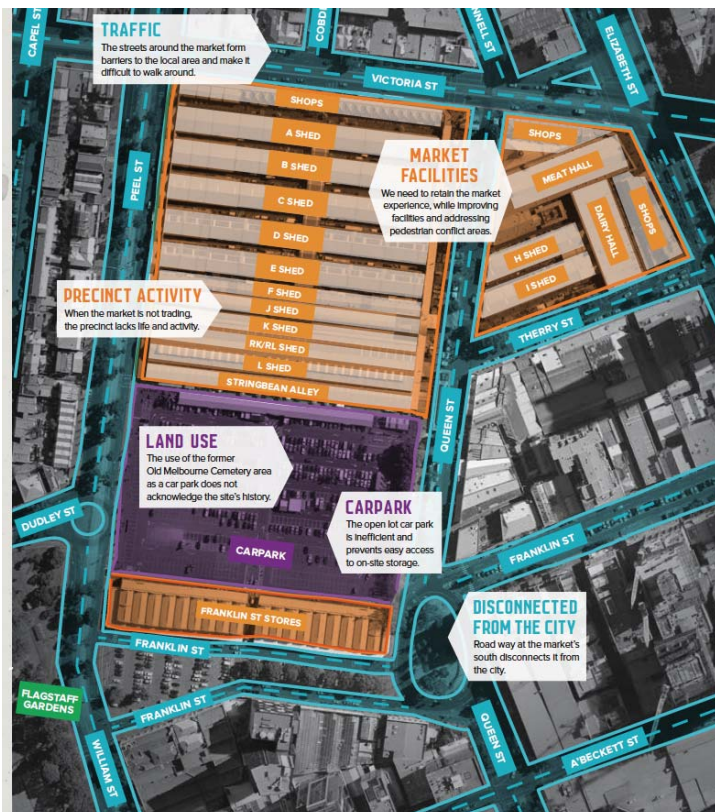 CAPEL ST
TRAFFIC
The streets around the market form
barriers to the local area and make it
difficult to walk around.
VICTORIA ST
ELIZABETH ST
PEEL ST
SHOPS
A SHED
B SHED
C SHED
D SHED
E SHED
F SHED
J SHED
K SHED
RK/RL SHED
L SHED
STRINGBEAN ALLEY
MARKET
FACILITIES
We need to retain the market
experience, while improving
facilities and addressing
pedestrian conflict areas.
SHOPS
MEAT HALL
DAIRY HALL
SHOPS
H SHED
I SHED
THERRY ST
PRECINCT ACTIVITY
When the market is not trading,
the precinct lacks life and activity.
QUEEN ST
LAND USE
The use of the former
Old Melbourne Cemetery area
as a car park does not
acknowledge the site's history.
CARPARK
The open lot car park
is inefficient and
prevents easy access
to on-site storage.
CARPARK
DUDLEY ST
FRANKLIN ST
FRANKLIN ST STORES
DISCONNECTED
FROM THE CITY
Road way at the market's
south disconnects it from
the city.
FRANKLIN ST
FLAGSTAFF
GARDENS
FRANKLIN ST
WILLIAM ST
QUEEN ST
A'BECKETT ST